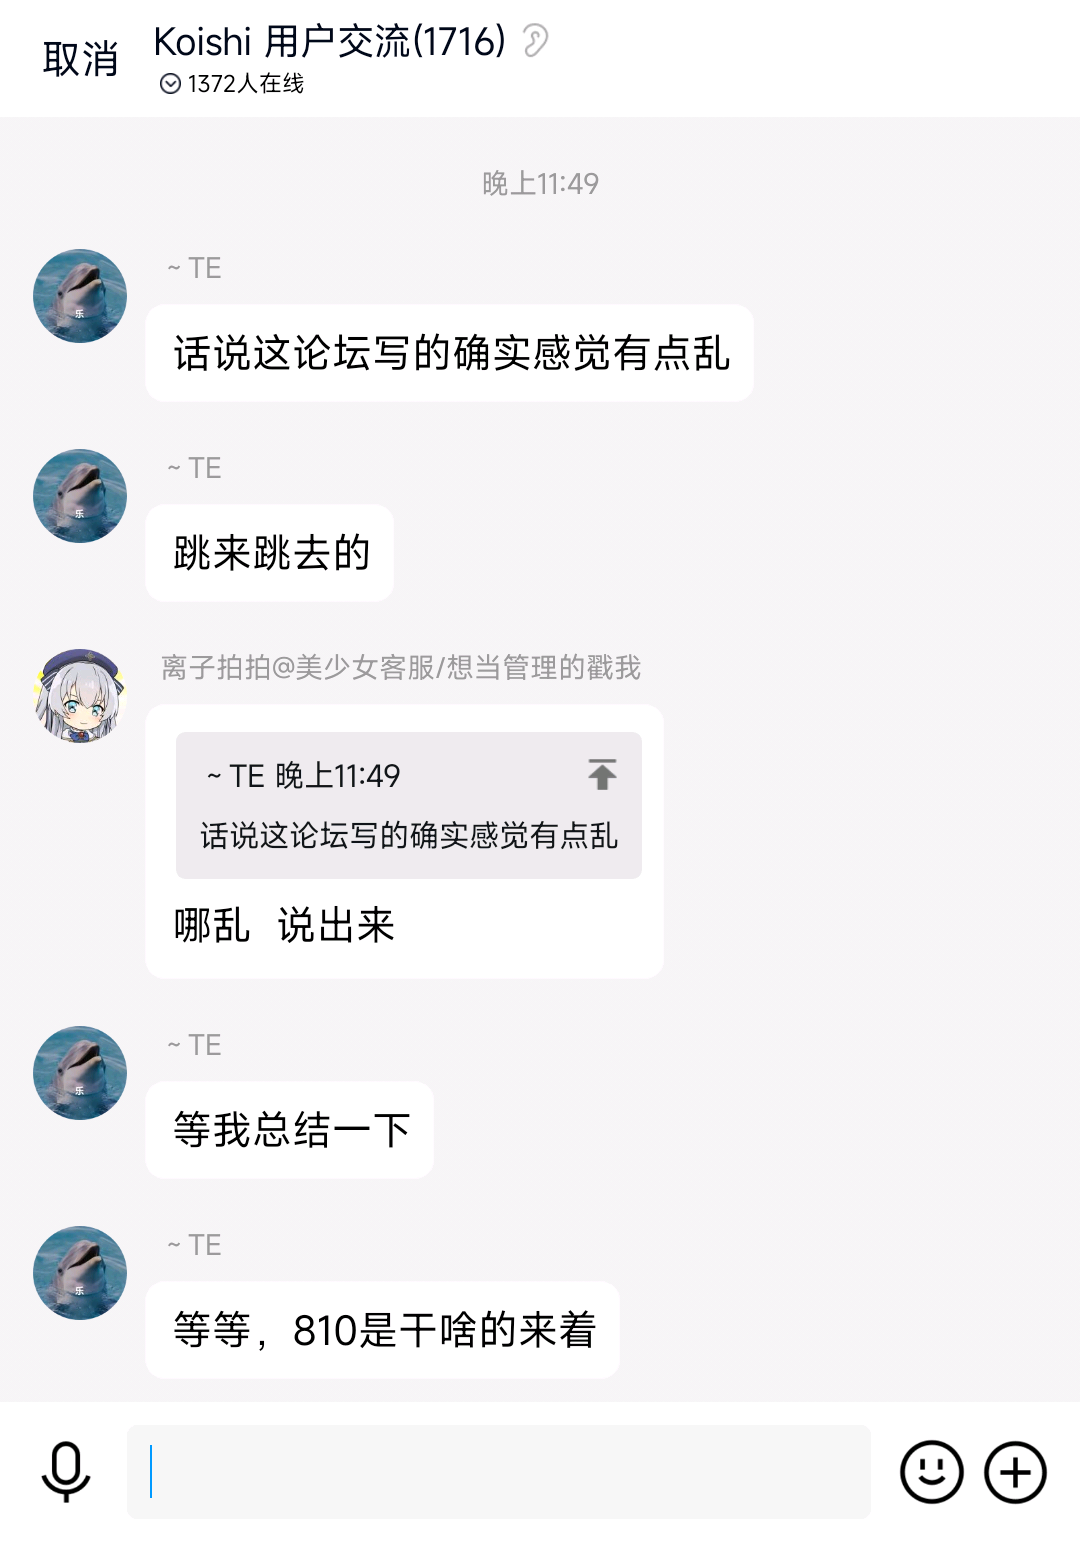 取消
Koishi 用户交流(1716)
1372人在线
晚上11:49
~ TE
乐
话说这论坛写的确实感觉有点乱
~ TE
乐
跳来跳去的
离子拍拍@美少女客服/想当管理的戳我
~ TE 晚上11:49
话说这论坛写的确实感觉有点乱
哪乱  说出来
~ TE
乐
等我总结一下
~ TE
乐
等等，810是干啥的来着